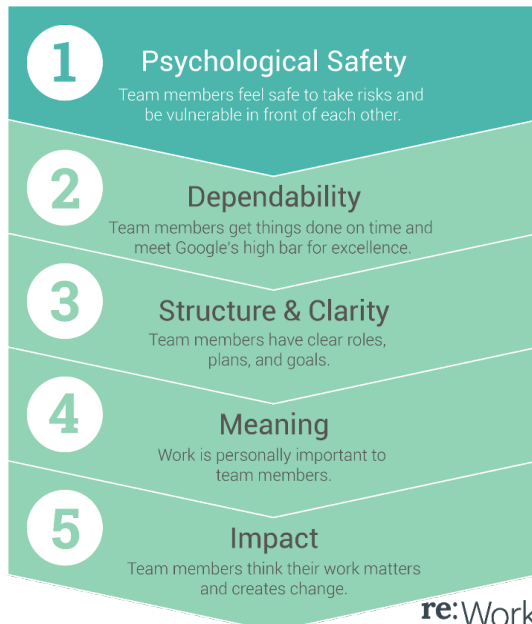 1
Psychological Safety
Team members feel safe to take risks and
be vulnerable in front of each other.
2
Dependability
Team members get things done on time and
meet Google's high bar for excellence.
3
Structure & Clarity
Team members have clear roles,
plans, and goals.
4
Meaning
Work is personally important to
team members.
5
Impact
Team members think their work matters
and creates change.
re:Work